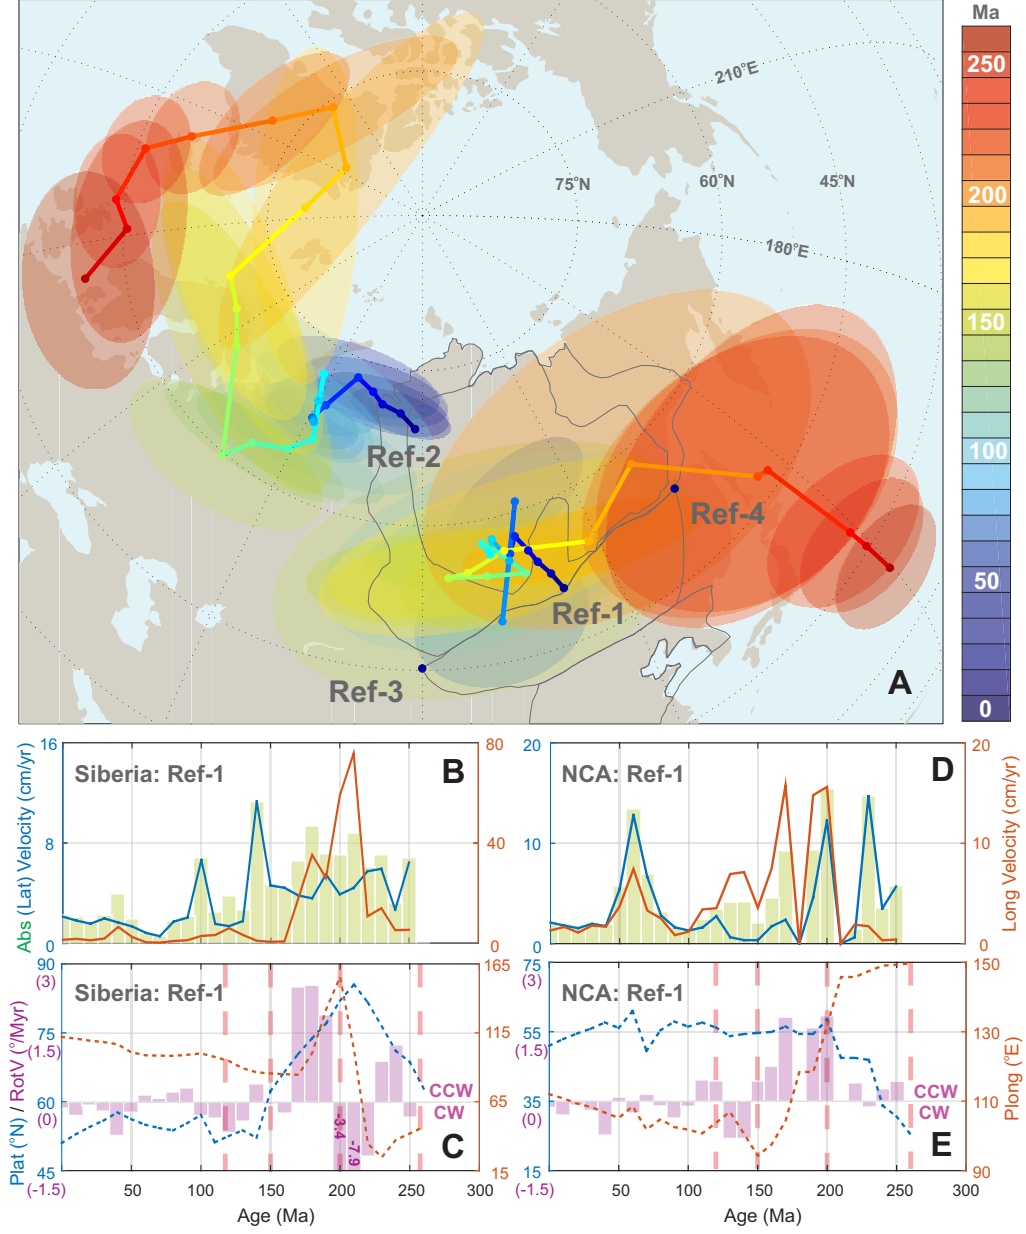 Ma
250
200
150
100
50
0
210°E
75°N
60°N
45°N
180°E
Ref-2
Ref-4
Ref-1
Ref-3
A
16
8
0
Abs (Lat) Velocity (cm/yr)
Siberia: Ref-1
B
80
40
0
20
10
0
NCA: Ref-1
D
20
10
0
Long Velocity (cm/yr)
90
(3)
75
(1.5)
60
(0)
45
(-1.5)
Plat (°N) / RotV (°/Myr)
Siberia: Ref-1
165
115
65
15
CCW
CW
-3.4
-7.9
C
50
100
150
200
250
300
Age (Ma)
75
(3)
55
(1.5)
35
(0)
15
(-1.5)
NCA: Ref-1
150
130
110
90
Plong (°E)
CCW
CW
E
50
100
150
200
250
300
Age (Ma)